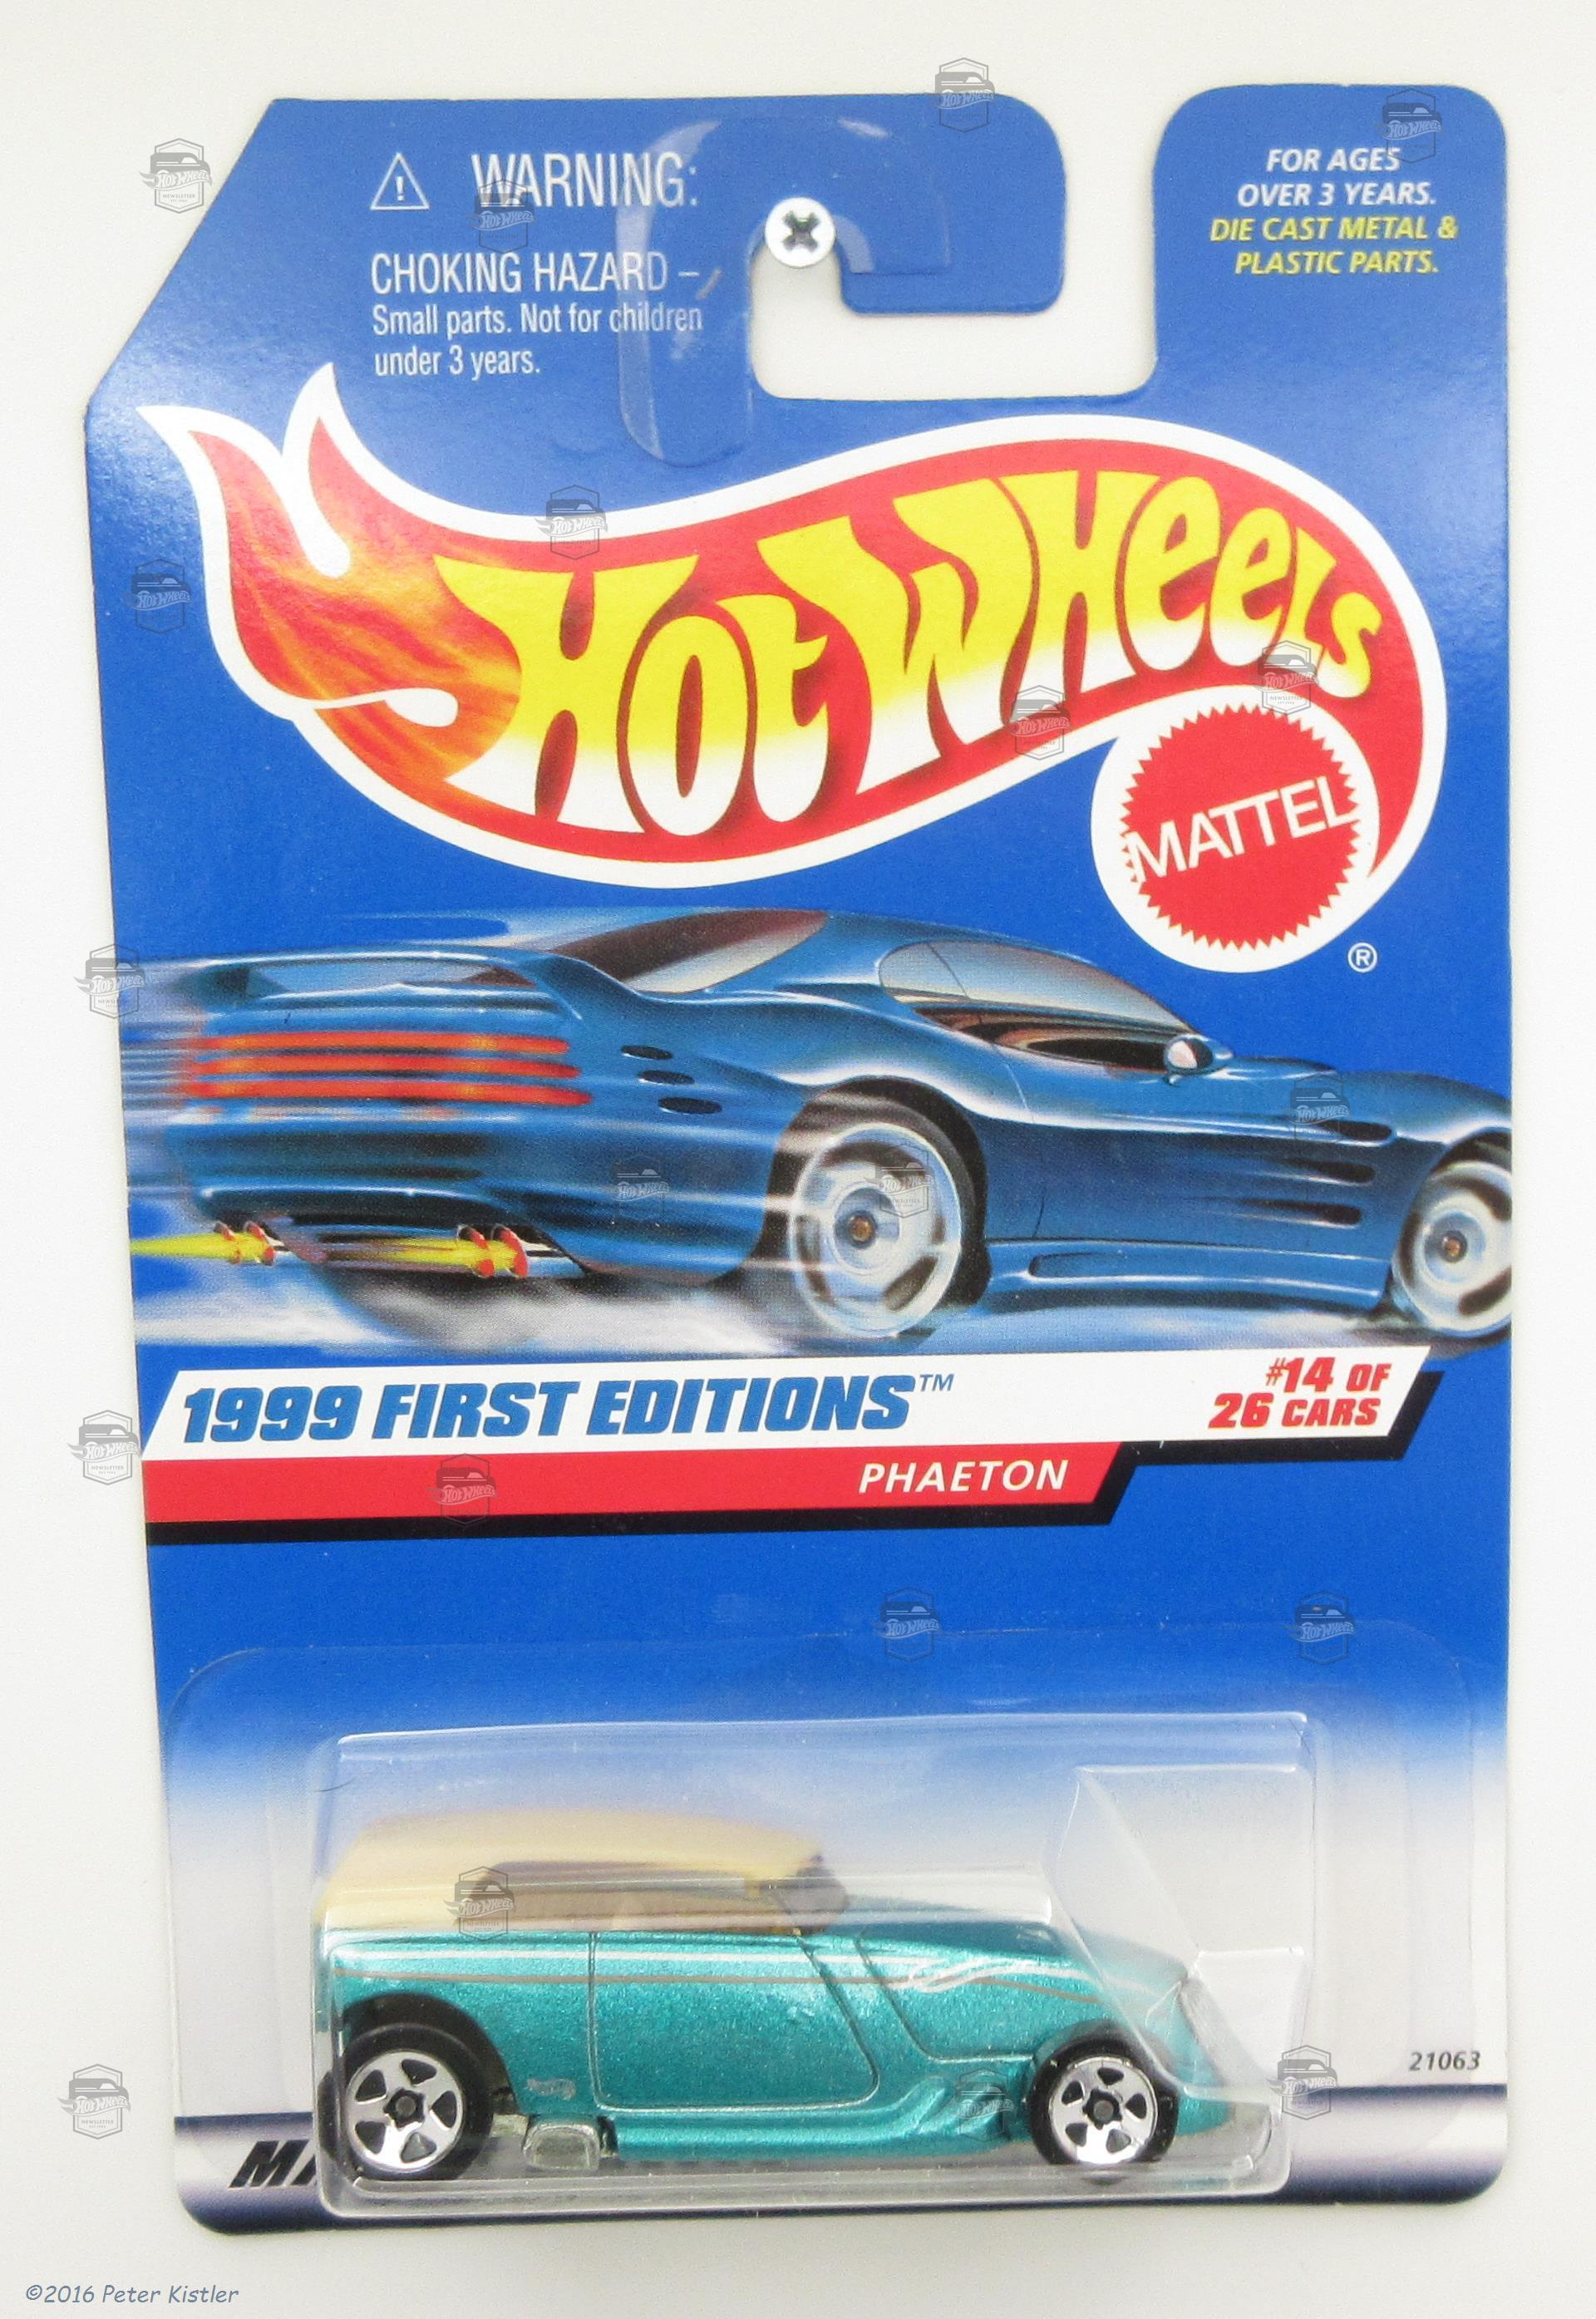 WARNING:
CHOKING HAZARD –
Small parts. Not for children
under 3 years.
FOR AGES
OVER 3 YEARS.
DIE CAST METAL &
PLASTIC PARTS.
Hot Wheels
MATTEL
®
1999 FIRST EDITIONS™
#14 OF
26 CARS
PHAETON
21063
©2016 Peter Kistler